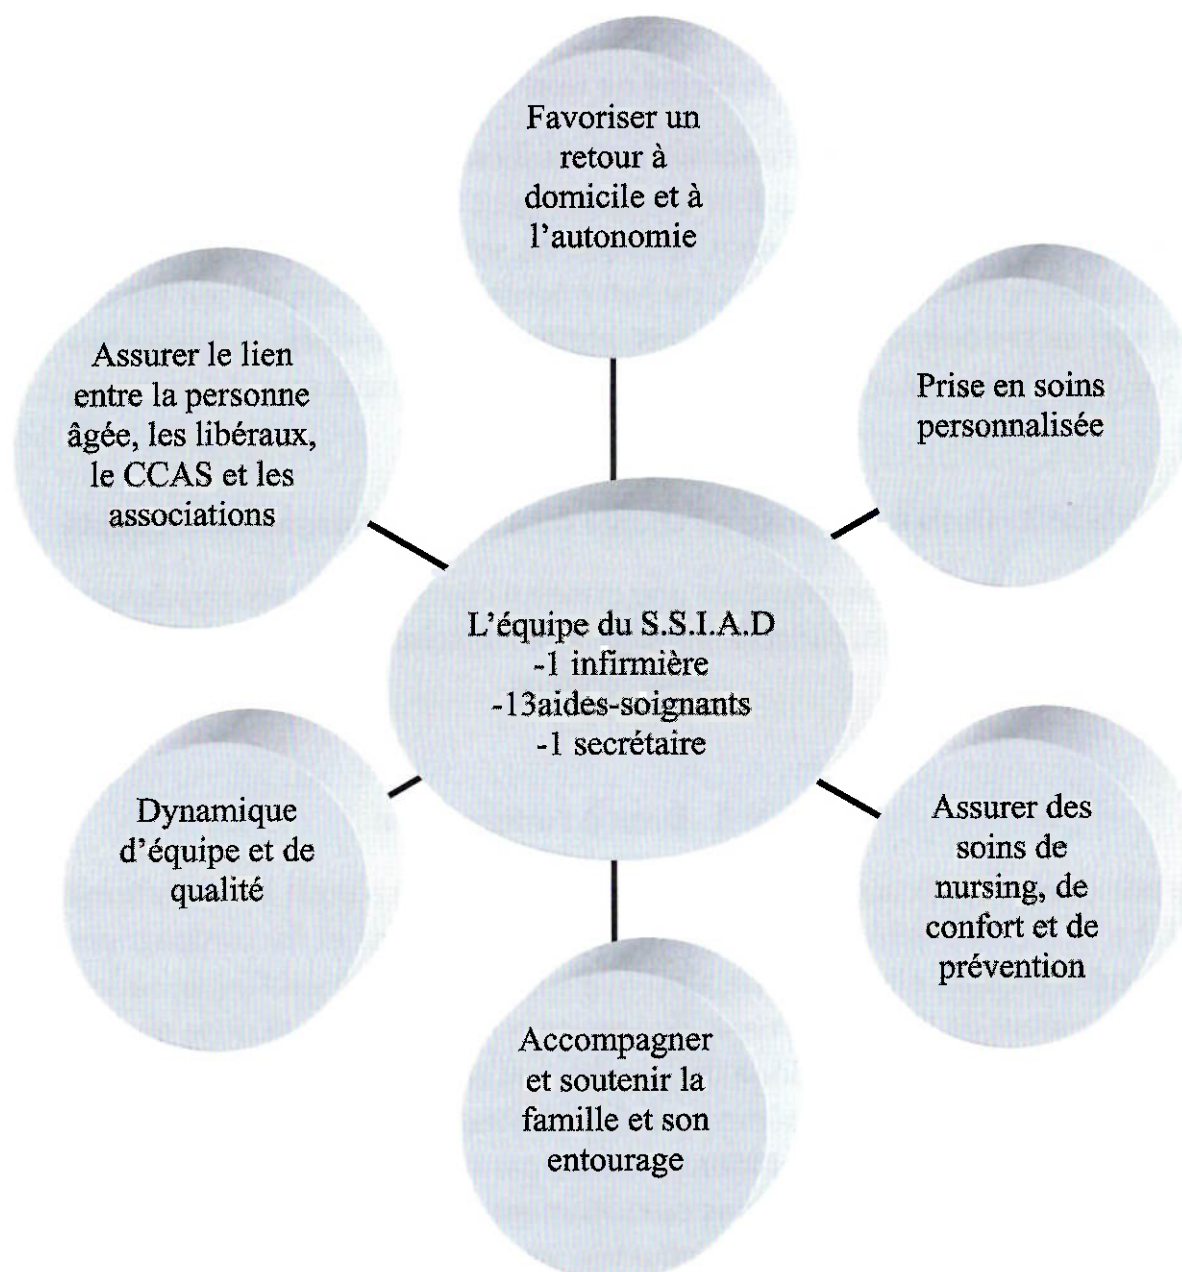 Favoriser un
retour à
domicile et à
l’autonomie
Assurer le lien
entre la personne
âgée, les libéraux,
le CCAS et les
associations
Prise en soins
personnalisée
L’équipe du S.S.I.A.D
-1 infirmière
-13aides-soignants
-1 secrétaire
Dynamique
d’équipe et de
qualité
Assurer des
soins de
nursing, de
confort et de
prévention
Accompagner
et soutenir la
famille et son
entourage